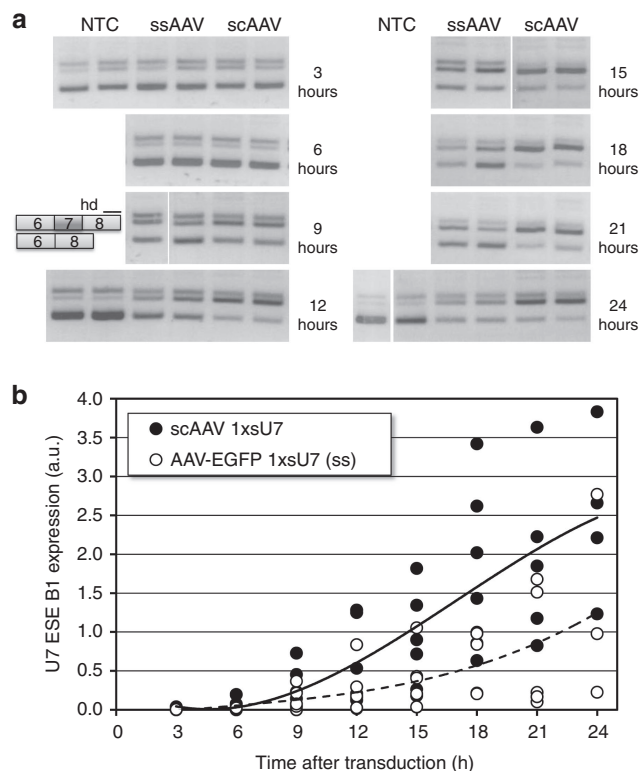 a
NTC ssAAV scAAV
3 hours
6 hours
hd
6 7 8
6 8
9 hours
12 hours
NTC ssAAV scAAV
15 hours
18 hours
21 hours
24 hours
b
U7 ESE B1 expression (a.u.)
4.0
3.5
3.0
2.5
2.0
1.5
1.0
0.5
0.0
scAAV 1xsU7
AAV-EGFP 1xsU7 (ss)
0 3 6 9 12 15 18 21 24
Time after transduction (h)